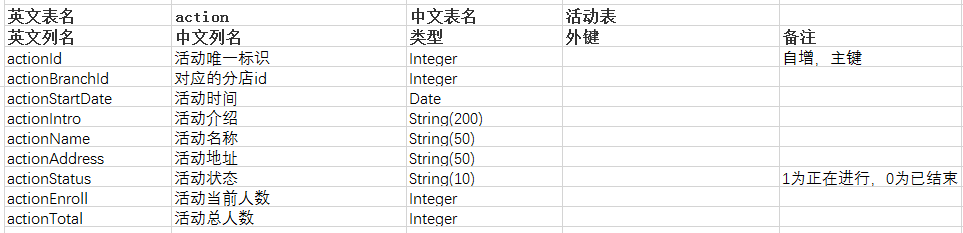 英文表名 action 中文表名 活动表
英文列名 中文列名 类型 外键 备注
actionId 活动唯一标识 Integer 自增，主键
actionBranchId 对应的分店id Integer
actionStartDate 活动时间 Date
actionIntro 活动介绍 String(200)
actionName 活动名称 String(50)
actionAddress 活动地址 String(50)
actionStatus 活动状态 String(10) 1为正在进行，0为已结束
actionEnroll 活动当前人数 Integer
actionTotal 活动总人数 Integer